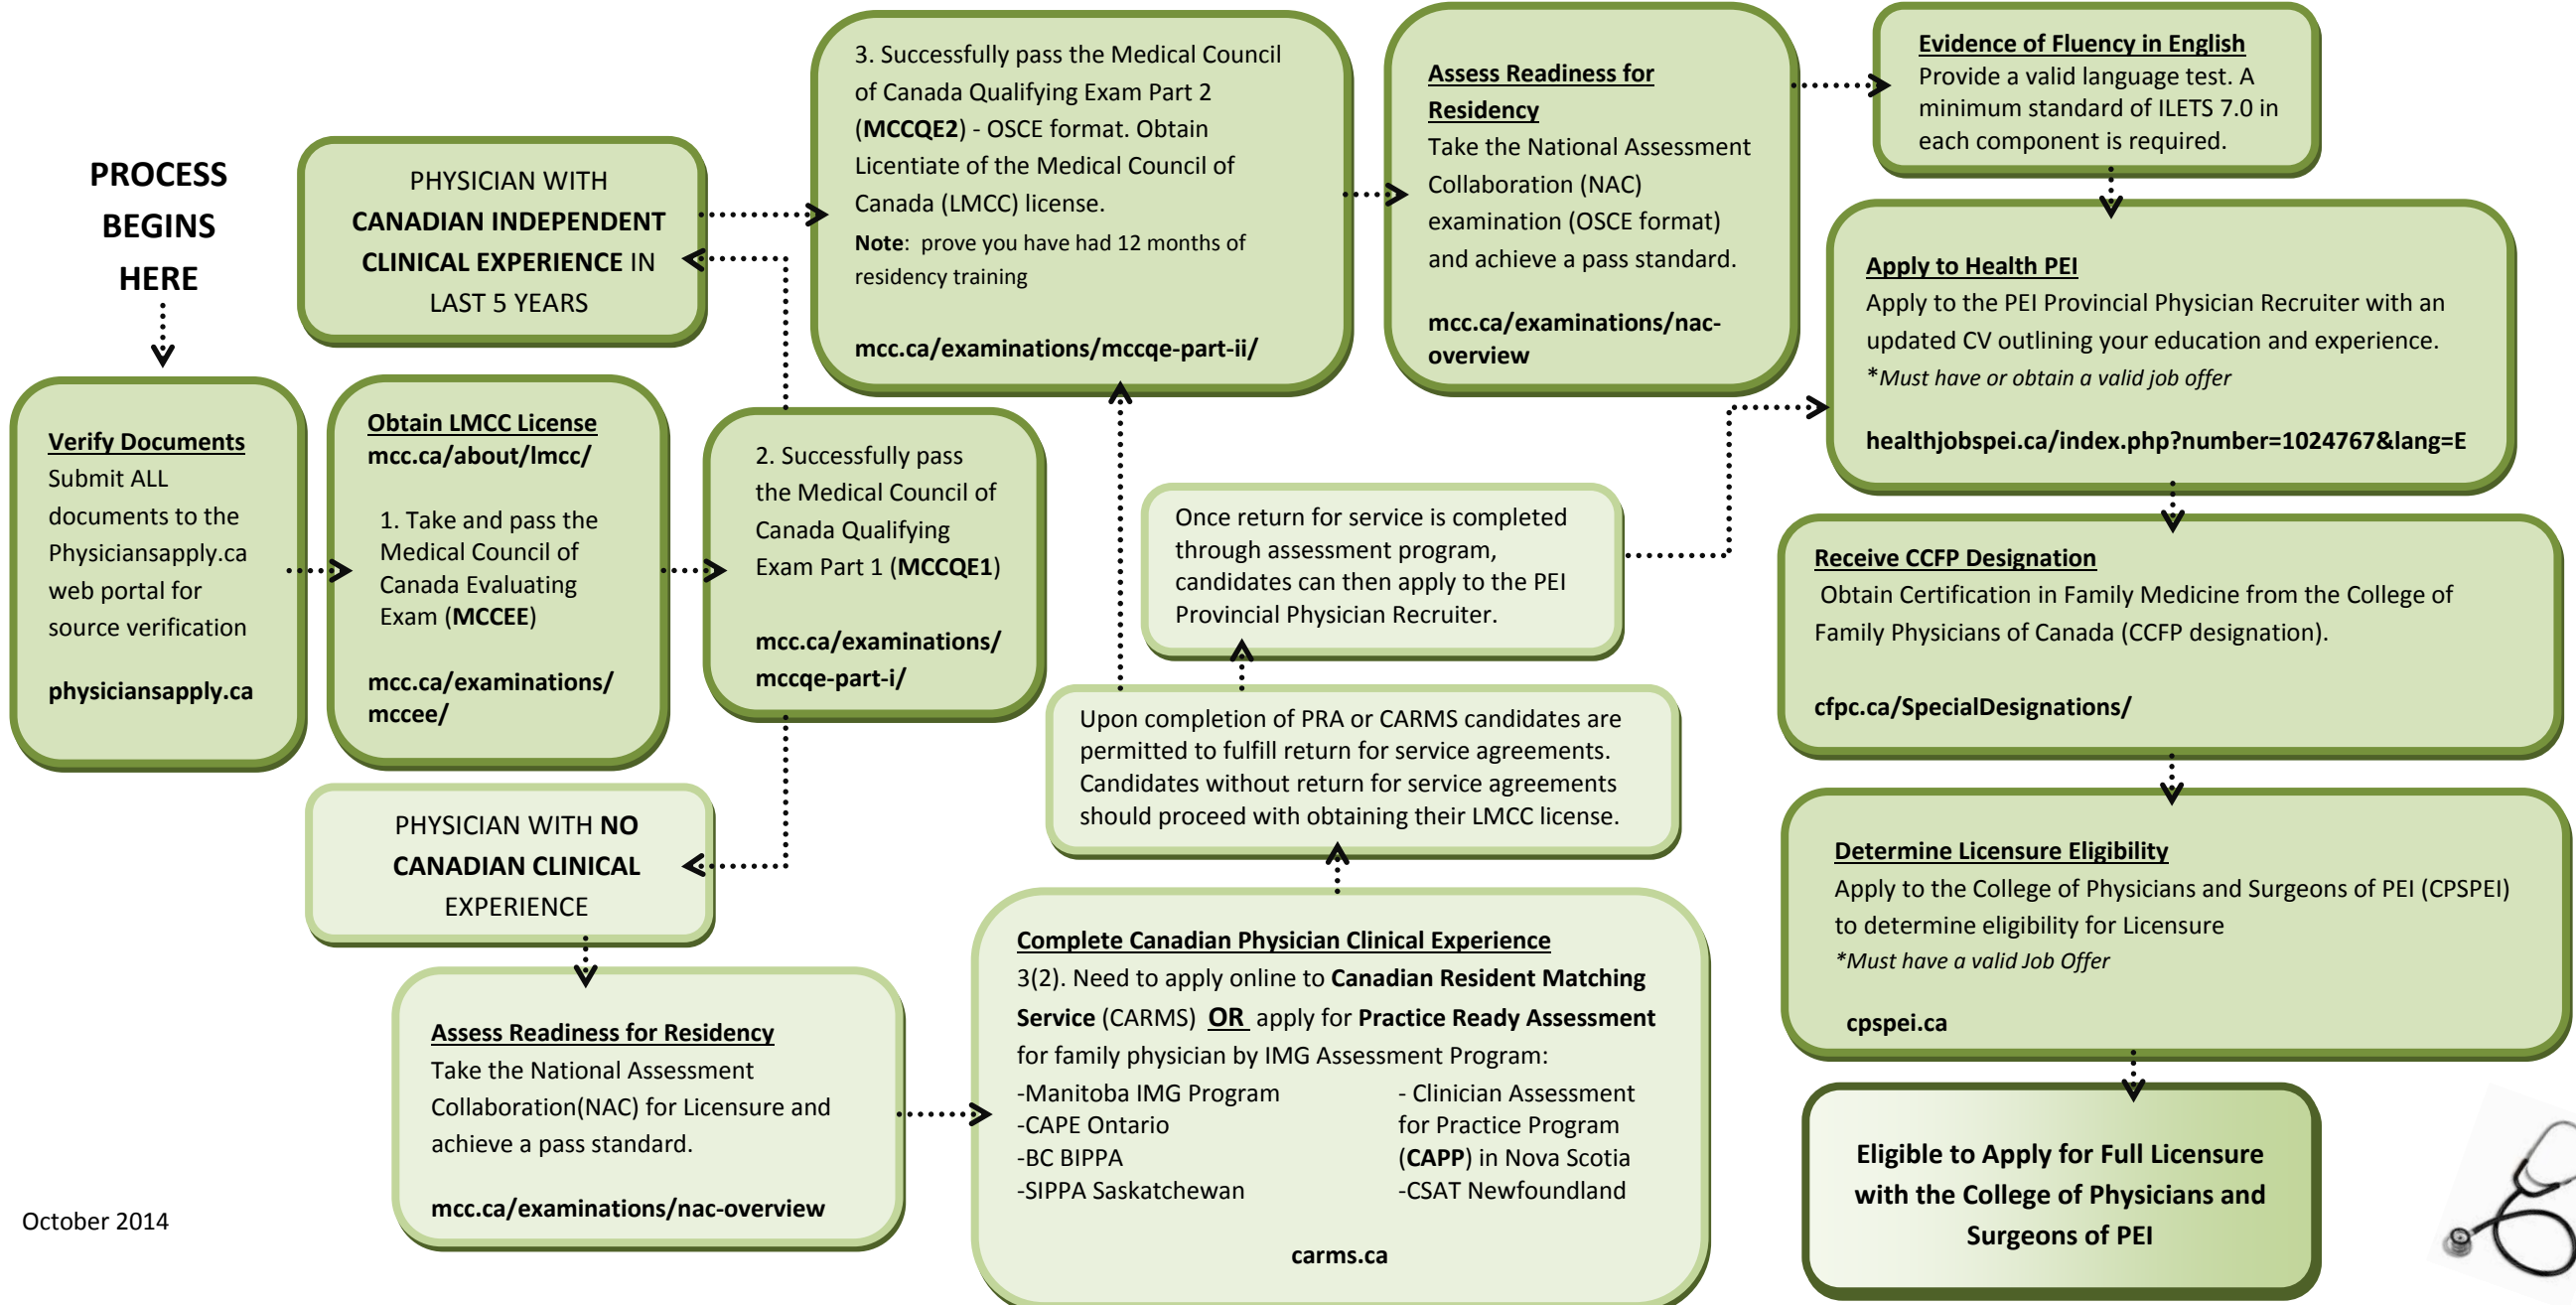 PROCESS
BEGINS
HERE
Verify Documents
Submit ALL
documents to the
Physiciansapply.ca
web portal for
source verification
physiciansapply.ca
Obtain LMCC License
mcc.ca/about/lmcc/
1. Take and pass the
Medical Council of
Canada Evaluating
Exam (MCCEE)
mcc.ca/examinations/
mccee/
2. Successfully pass
the Medical Council of
Canada Qualifying
Exam Part 1 (MCCQE1)
mcc.ca/examinations/
mccqe-part-i/
PHYSICIAN WITH
CANADIAN INDEPENDENT
CLINICAL EXPERIENCE IN
LAST 5 YEARS
3. Successfully pass the Medical Council
of Canada Qualifying Exam Part 2
(MCCQE2) - OSCE format. Obtain
Licentiate of the Medical Council of
Canada (LMCC) license.
Note: prove you have had 12 months of
residency training
mcc.ca/examinations/mccqe-part-ii/
Assess Readiness for
Residency
Take the National Assessment
Collaboration (NAC)
examination (OSCE format)
and achieve a pass standard.
mcc.ca/examinations/nac-
overview
Evidence of Fluency in English
Provide a valid language test. A
minimum standard of ILETS 7.0 in
each component is required.
Apply to Health PEI
Apply to the PEI Provincial Physician Recruiter with an
updated CV outlining your education and experience.
*Must have or obtain a valid job offer
healthjobspei.ca/index.php?number=1024767&lang=E
Receive CCFP Designation
Obtain Certification in Family Medicine from the College of
Family Physicians of Canada (CCFP designation).
cfpc.ca/SpecialDesignations/
Determine Licensure Eligibility
Apply to the College of Physicians and Surgeons of PEI (CPSPEI)
to determine eligibility for Licensure
*Must have a valid Job Offer
cpspei.ca
Eligible to Apply for Full Licensure
with the College of Physicians and
Surgeons of PEI
PHYSICIAN WITH NO
CANADIAN CLINICAL
EXPERIENCE
Assess Readiness for Residency
Take the National Assessment
Collaboration(NAC) for Licensure and
achieve a pass standard.
mcc.ca/examinations/nac-overview
Complete Canadian Physician Clinical Experience
3(2). Need to apply online to Canadian Resident Matching
Service (CARMS) OR apply for Practice Ready Assessment
for family physician by IMG Assessment Program:
-Manitoba IMG Program
-CAPE Ontario
-BC BIPPA
-SIPPA Saskatchewan
- Clinician Assessment
for Practice Program
(CAPP) in Nova Scotia
-CSAT Newfoundland
carms.ca
Upon completion of PRA or CARMS candidates are
permitted to fulfill return for service agreements.
Candidates without return for service agreements
should proceed with obtaining their LMCC license.
Once return for service is completed
through assessment program,
candidates can then apply to the PEI
Provincial Physician Recruiter.
October 2014